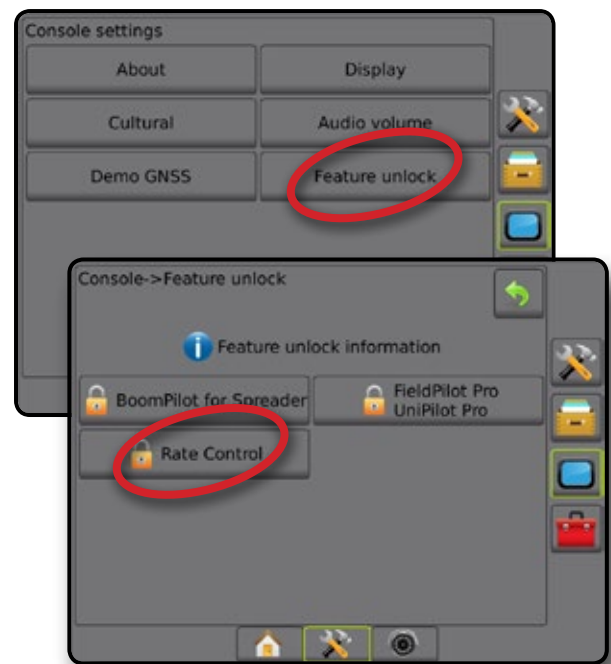 Console settings
About
Display
Cultural
Audio volume
Demo GNSS
Feature unlock
Console->Feature unlock
Feature unlock information
BoomPilot for Spreader
FieldPilot Pro
UniPilot Pro
Rate Control